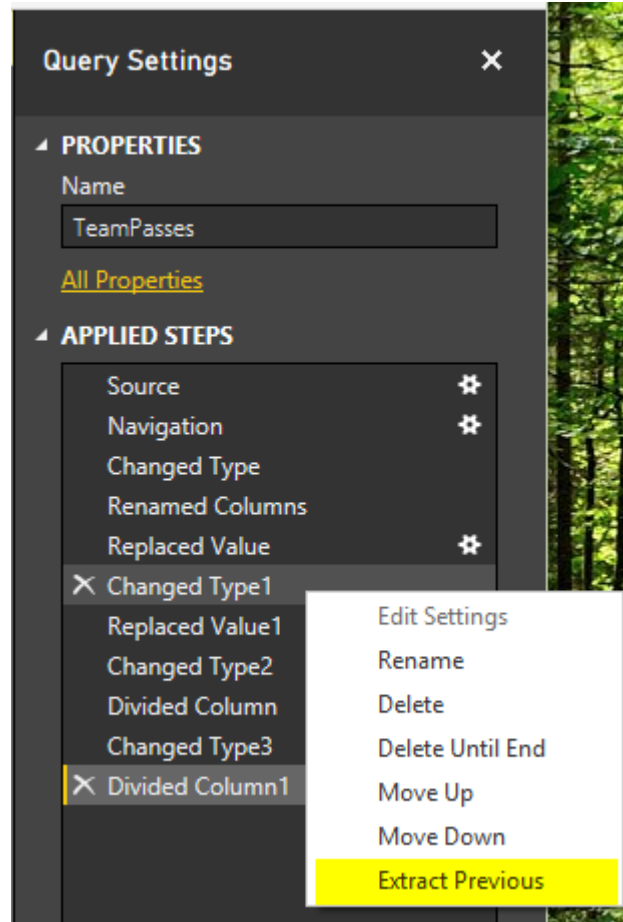 Query Settings
PROPERTIES
Name
TeamPasses
All Properties
APPLIED STEPS
Source
Navigation
Changed Type
Renamed Columns
Replaced Value
Changed Type1
Replaced Value1
Changed Type2
Divided Column
Changed Type3
Divided Column1
Edit Settings
Rename
Delete
Delete Until End
Move Up
Move Down
Extract Previous